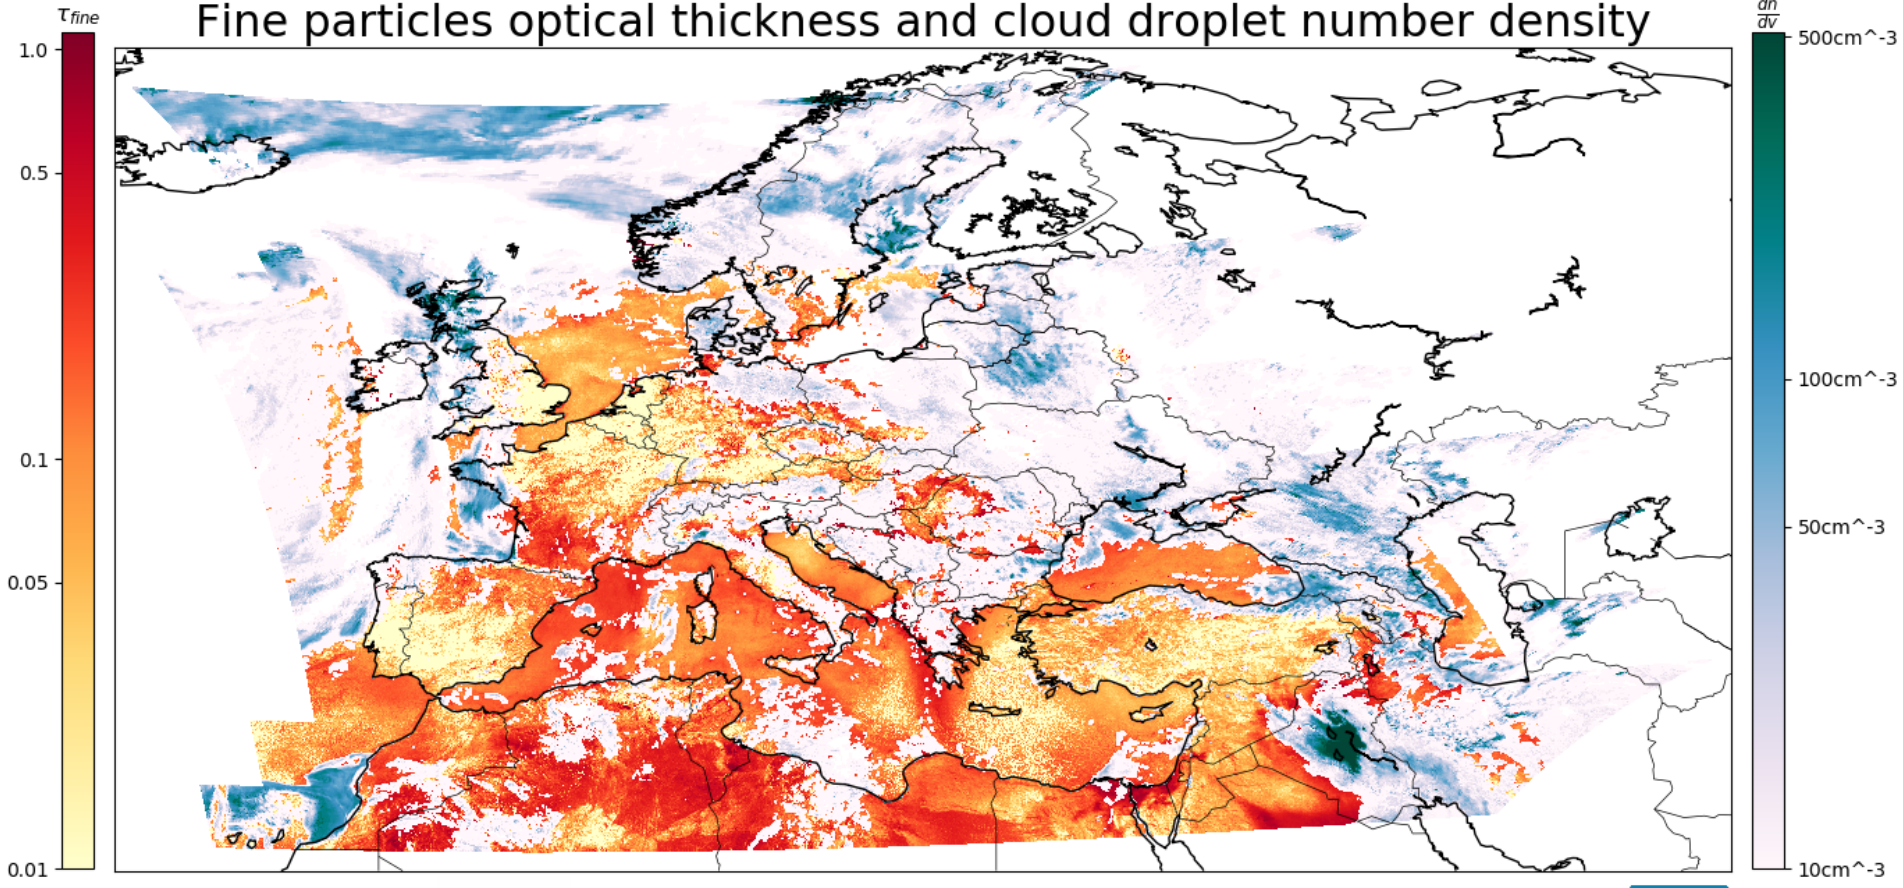 Fine particles optical thickness and cloud droplet number density
τfine
1.0
0.5
0.1
0.05
0.01
dn
dv
500cm^-3
100cm^-3
50cm^-3
10cm^-3